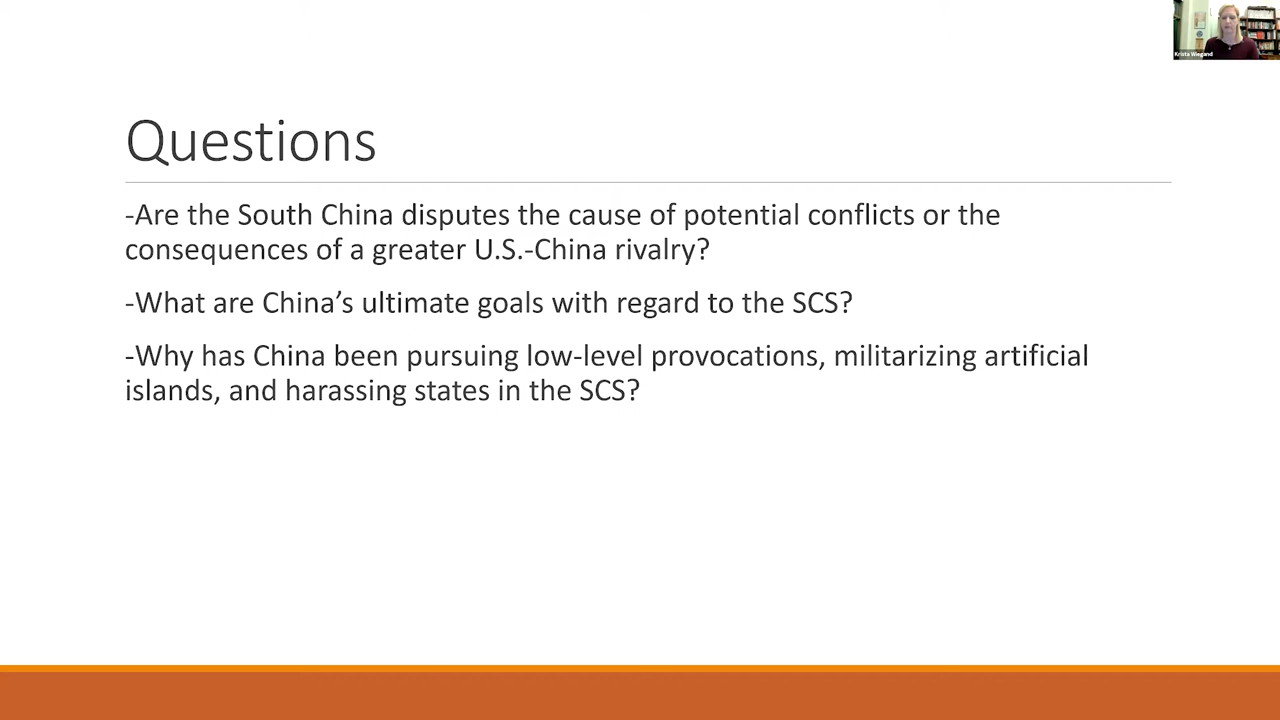 Krista Wiegand
Questions
-Are the South China disputes the cause of potential conflicts or the
consequences of a greater U.S.-China rivalry?
-What are China’s ultimate goals with regard to the SCS?
-Why has China been pursuing low-level provocations, militarizing artificial
islands, and harassing states in the SCS?